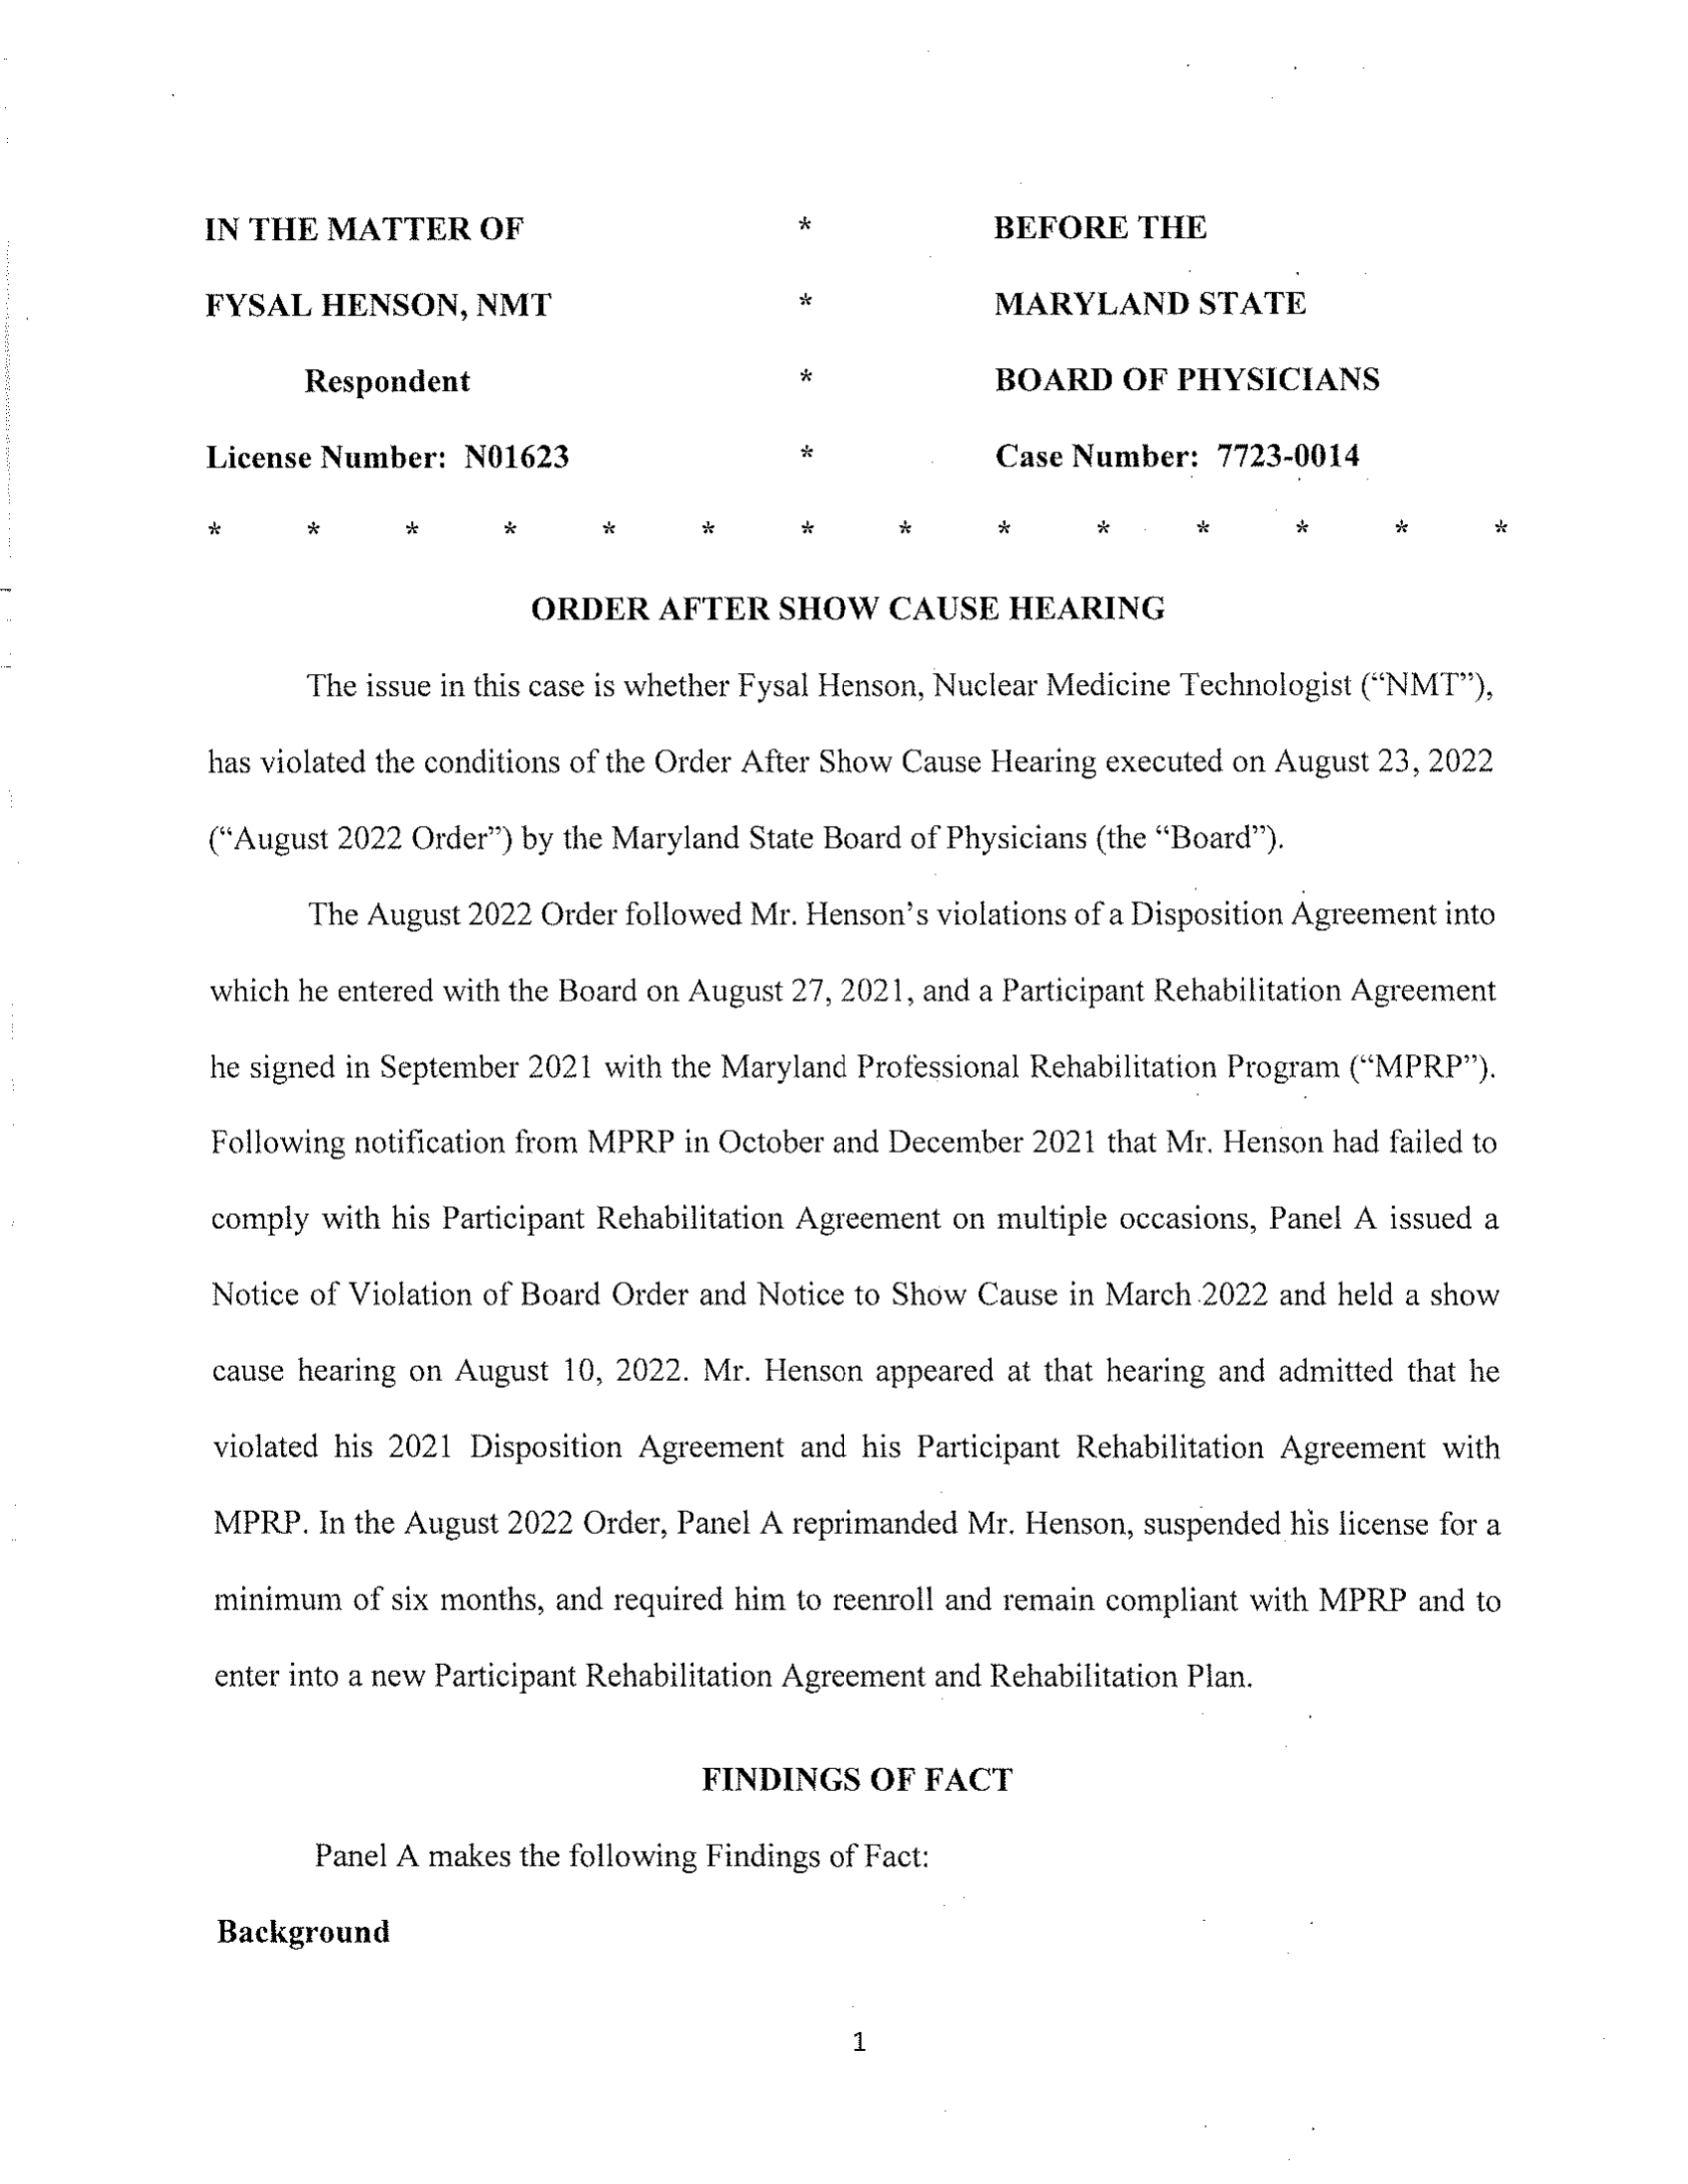 IN THE MATTER OF * BEFORE THE
FYSAL HENSON, NMT * MARYLAND STATE
Respondent * BOARD OF PHYSICIANS
License Number: N01623 * Case Number: 7723-0014
* * * * * * * * * * * * * *
ORDER AFTER SHOW CAUSE HEARING
The issue in this case is whether Fysal Henson, Nuclear Medicine Technologist (“NMT”),
has violated the conditions of the Order After Show Cause Hearing executed on August 23, 2022
(“August 2022 Order”) by the Maryland State Board of Physicians (the “Board”).
The August 2022 Order followed Mr. Henson’s violations of a Disposition Agreement into
which he entered with the Board on August 27, 2021, and a Participant Rehabilitation Agreement
he signed in September 2021 with the Maryland Professional Rehabilitation Program (“MPRP”).
Following notification from MPRP in October and December 2021 that Mr. Henson had failed to
comply with his Participant Rehabilitation Agreement on multiple occasions, Panel A issued a
Notice of Violation of Board Order and Notice to Show Cause in March 2022 and held a show
cause hearing on August 10, 2022. Mr. Henson appeared at that hearing and admitted that he
violated his 2021 Disposition Agreement and his Participant Rehabilitation Agreement with
MPRP. In the August 2022 Order, Panel A reprimanded Mr. Henson, suspended his license for a
minimum of six months, and required him to reenroll and remain compliant with MPRP and to
enter into a new Participant Rehabilitation Agreement and Rehabilitation Plan.
FINDINGS OF FACT
Panel A makes the following Findings of Fact:
Background
1